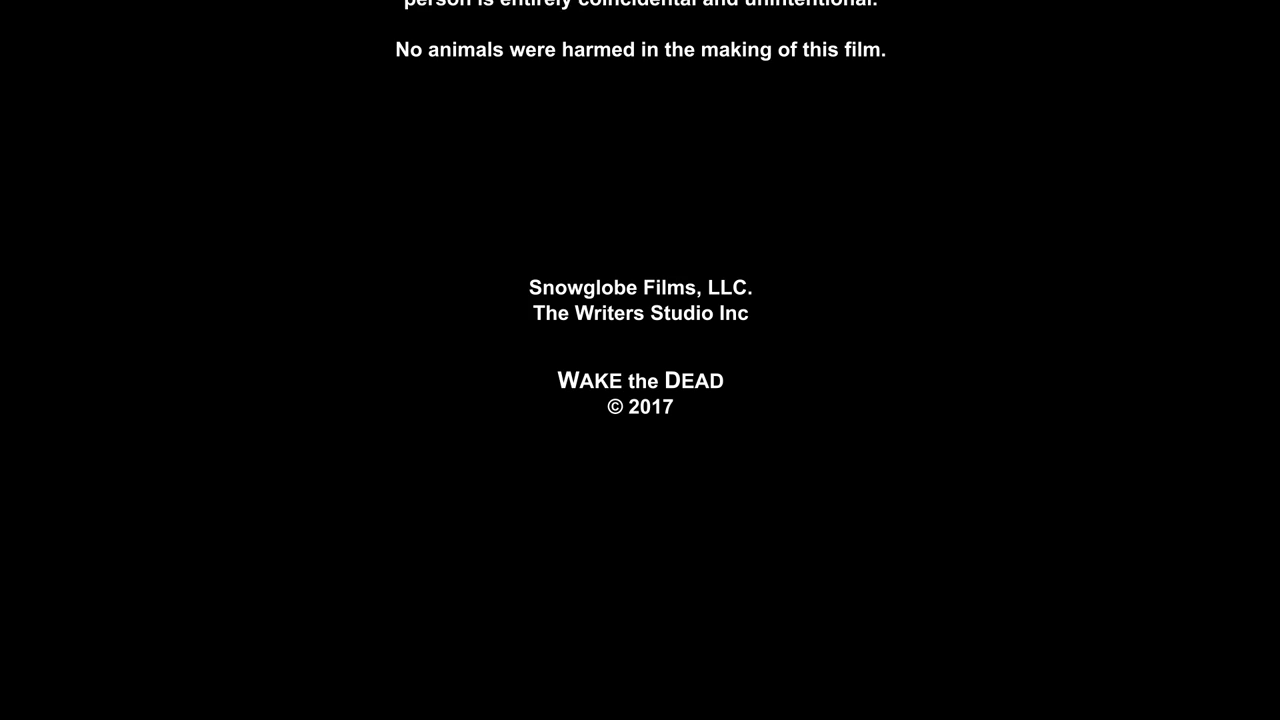 person is entirely coincidental and unintentional.
No animals were harmed in the making of this film.
Snowglobe Films, LLC.
The Writers Studio Inc
WAKE the DEAD
© 2017